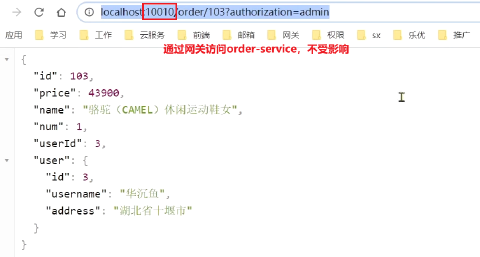 localhost:10010/order/103?authorization=admin
应用 学习 工作 云服务 前端 邮箱 网关 权限 sx 乐优 推广
通过网关访问order-service，不受影响
{
"id": 103,
"price": 43900,
"name": "骆驼（CAMEL）休闲运动鞋女",
"num": 1,
"userId": 3,
"user": {
"id": 3,
"username": "华沉鱼",
"address": "湖北省十堰市"
}
}